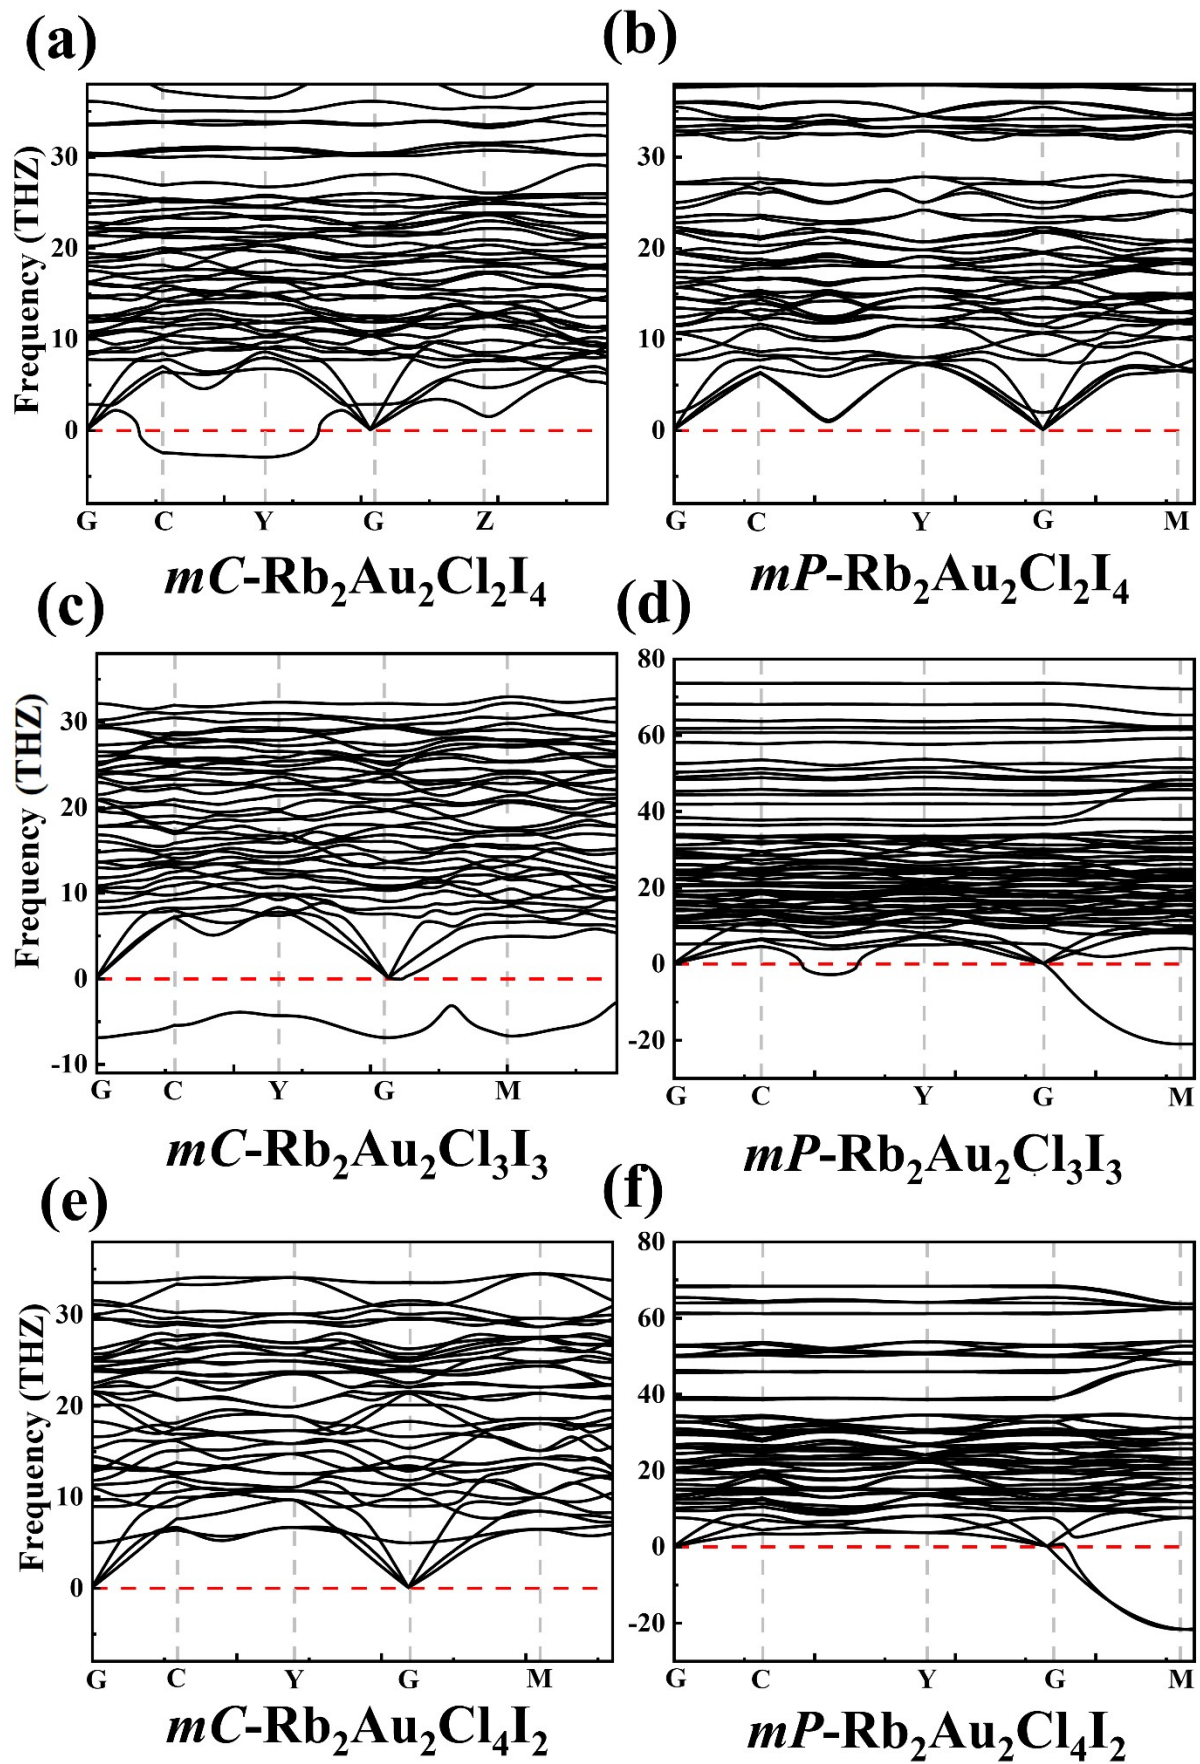 (a)
(b)
Frequency (THZ)
30
20
10
0
G C Y G Z
30
20
10
0
G C Y G M
mC-Rb₂Au₂Cl₂I₄
mP-Rb₂Au₂Cl₂I₄
(c)
(d)
Frequency (THZ)
30
20
10
0
-10
G C Y G M
80
60
40
20
0
-20
G C Y G M
mC-Rb₂Au₂Cl₃I₃
mP-Rb₂Au₂Cl₃I₃
(e)
(f)
Frequency (THZ)
30
20
10
0
G C Y G M
80
60
40
20
0
-20
G C Y G M
mC-Rb₂Au₂Cl₄I₂
mP-Rb₂Au₂Cl₄I₂